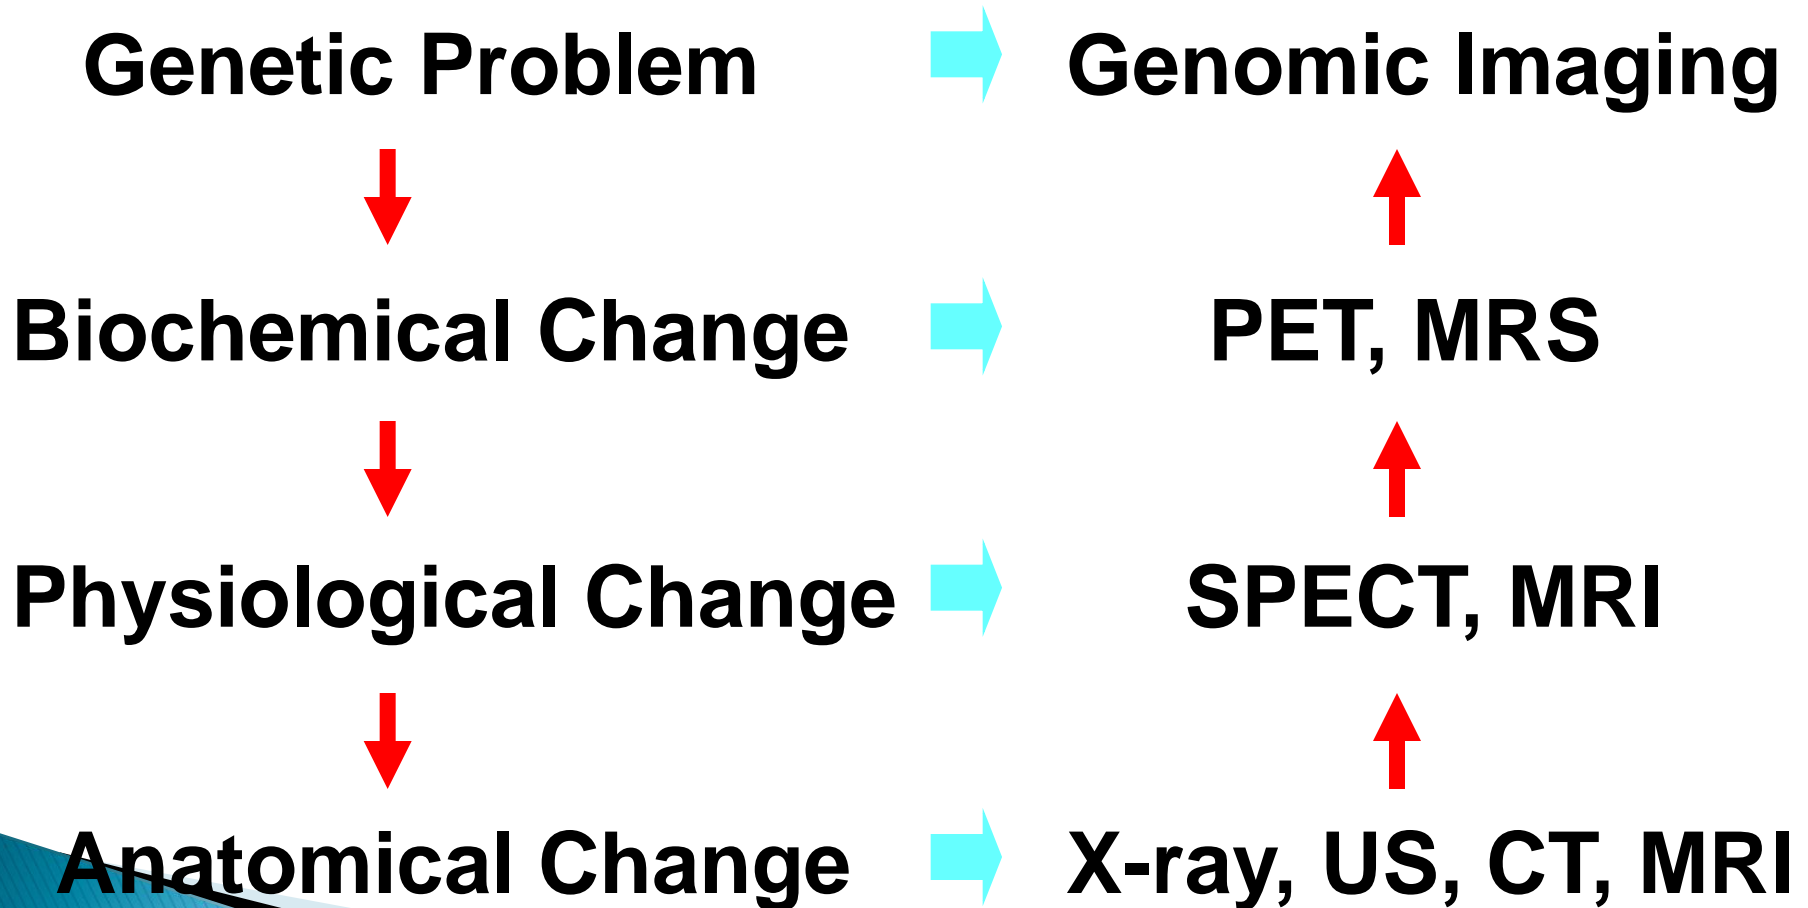 Genetic Problem Genomic Imaging
Biochemical Change PET, MRS
Physiological Change SPECT, MRI
Anatomical Change X-ray, US, CT, MRI